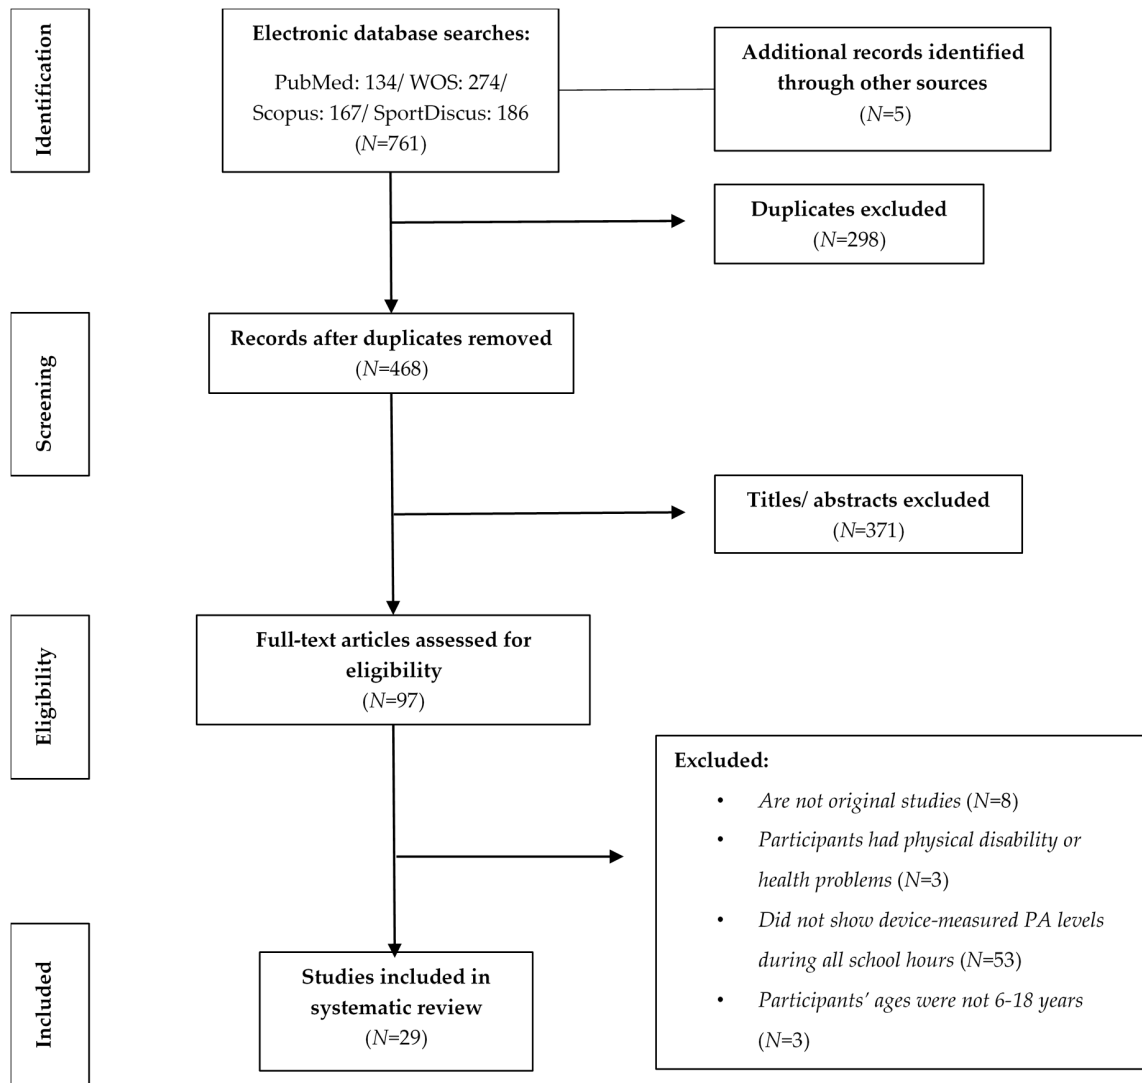 Identification
Electronic database searches:
PubMed: 134/ WOS: 274/
Scopus: 167/ SportDiscus: 186
(N=761)
Additional records identified
through other sources
(N=5)
Duplicates excluded
(N=298)
Screening
Records after duplicates removed
(N=468)
Titles/ abstracts excluded
(N=371)
Eligibility
Full-text articles assessed for
eligibility
(N=97)
Excluded:
• Are not original studies (N=8)
• Participants had physical disability or
health problems (N=3)
• Did not show device-measured PA levels
during all school hours (N=53)
• Participants’ ages were not 6-18 years
(N=3)
Included
Studies included in
systematic review
(N=29)